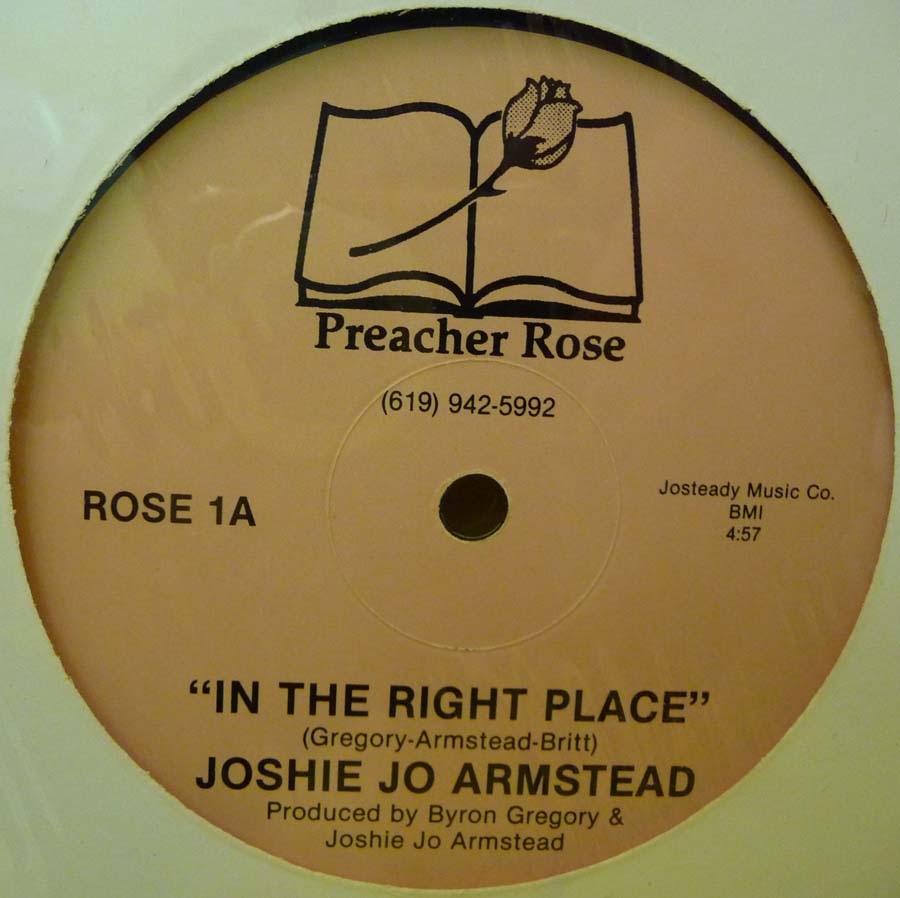 Preacher Rose
(619) 942-5992
ROSE 1A
Josteady Music Co.
BMI
4:57
“IN THE RIGHT PLACE”
(Gregory-Armstead-Britt)
JOSHIE JO ARMSTEAD
Produced by Byron Gregory &
Joshie Jo Armstead